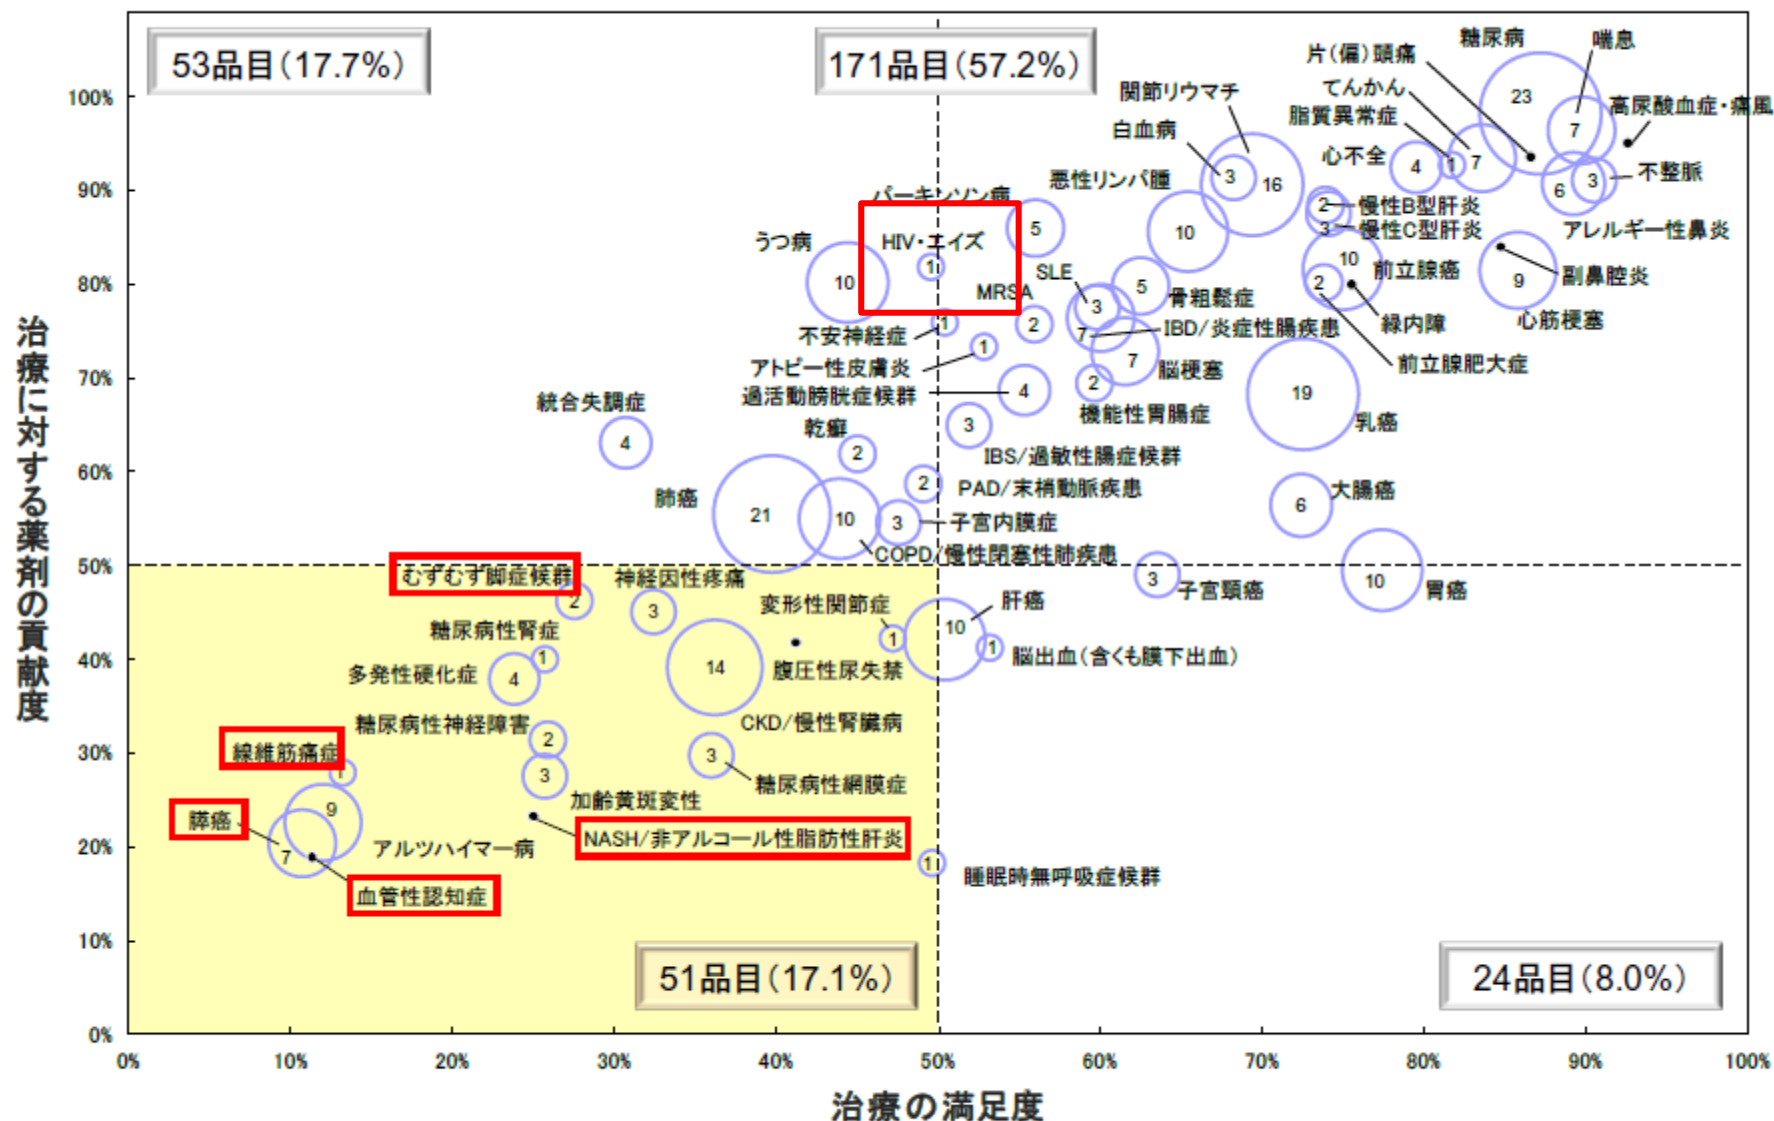 53品目(17.7%)
171品目(57.2%)
糖尿病
喘息
片(偏)頭痛
関節リウマチ
てんかん
23
高尿酸血症・痛風
100%
脂質異常症
白血病
7
心不全
4
1
7
90%
パーキンソン病
悪性リンパ腫
3
16
6
3
不整脈
2
慢性B型肝炎
うつ病
HIV・エイズ
5
10
3
慢性C型肝炎
アレルギー性鼻炎
1
SLE
10
前立腺癌
副鼻腔炎
80%
10
MRSA
5
骨粗鬆症
2
9
3
心筋梗塞
不安神経症
1
2
7
IBD/炎症性腸疾患
緑内障
アトピー性皮膚炎
1
7
脳梗塞
前立腺肥大症
70%
過活動膀胱症候群
4
2
19
統合失調症
機能性胃腸症
乳癌
4
乾癬
3
2
IBS/過敏性腸症候群
60%
2
PAD/末梢動脈疾患
大腸癌
肺癌
6
21
10
3
子宮内膜症
COPD/慢性閉塞性肺疾患
50%
むずむず脚症候群
神経因性疼痛
3
子宮頸癌
10
胃癌
2
3
変形性関節症
肝癌
糖尿病性腎症
1
10
40%
1
1
脳出血(含くも膜下出血)
多発性硬化症
4
14
腹圧性尿失禁
糖尿病性神経障害
2
CKD/慢性腎臓病
30%
線維筋痛症
1
3
3
糖尿病性網膜症
加齢黄斑変性
膵癌
9
20%
7
アルツハイマー病
NASH/非アルコール性脂肪性肝炎
1
睡眠時無呼吸症候群
血管性認知症
10%
51品目(17.1%)
24品目(8.0%)
0%
0%
10%
20%
30%
40%
50%
60%
70%
80%
90%
100%
治療の満足度
治療に対する薬剤の貢献度